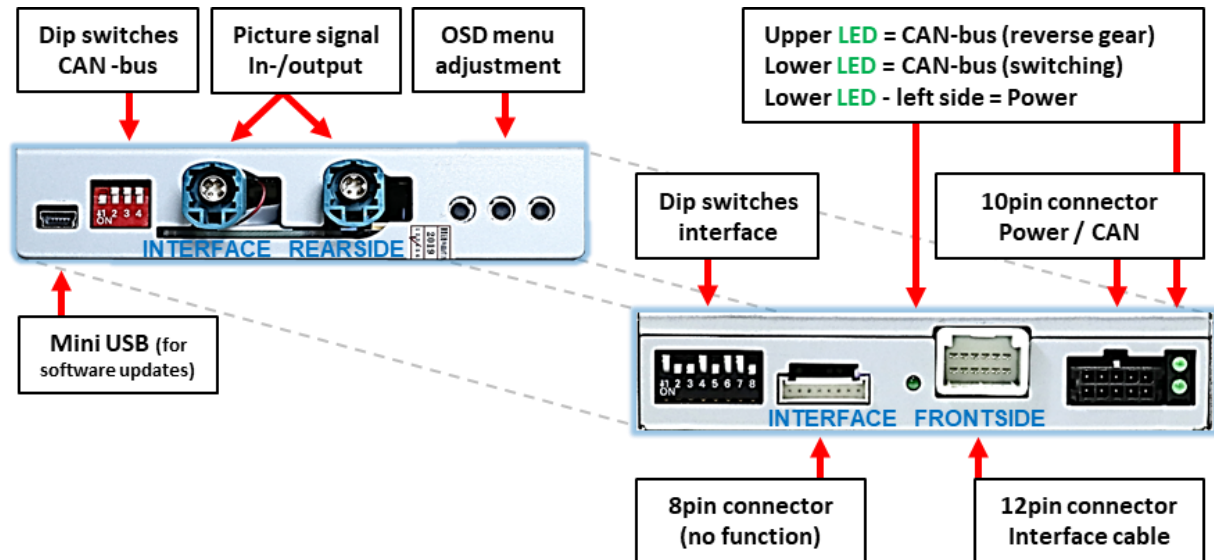 Dip switches
CAN -bus
Picture signal
In-/output
OSD menu
adjustment
Upper LED = CAN-bus (reverse gear)
Lower LED = CAN-bus (switching)
Lower LED - left side = Power
1 2 3 4
ON
INTERFACE REARSIDE
2019
Dip switches
interface
10pin connector
Power / CAN
Mini USB (for
software updates)
1 2 3 4 5 6 7 8
ON
INTERFACE FRONTSIDE
8pin connector
(no function)
12pin connector
Interface cable